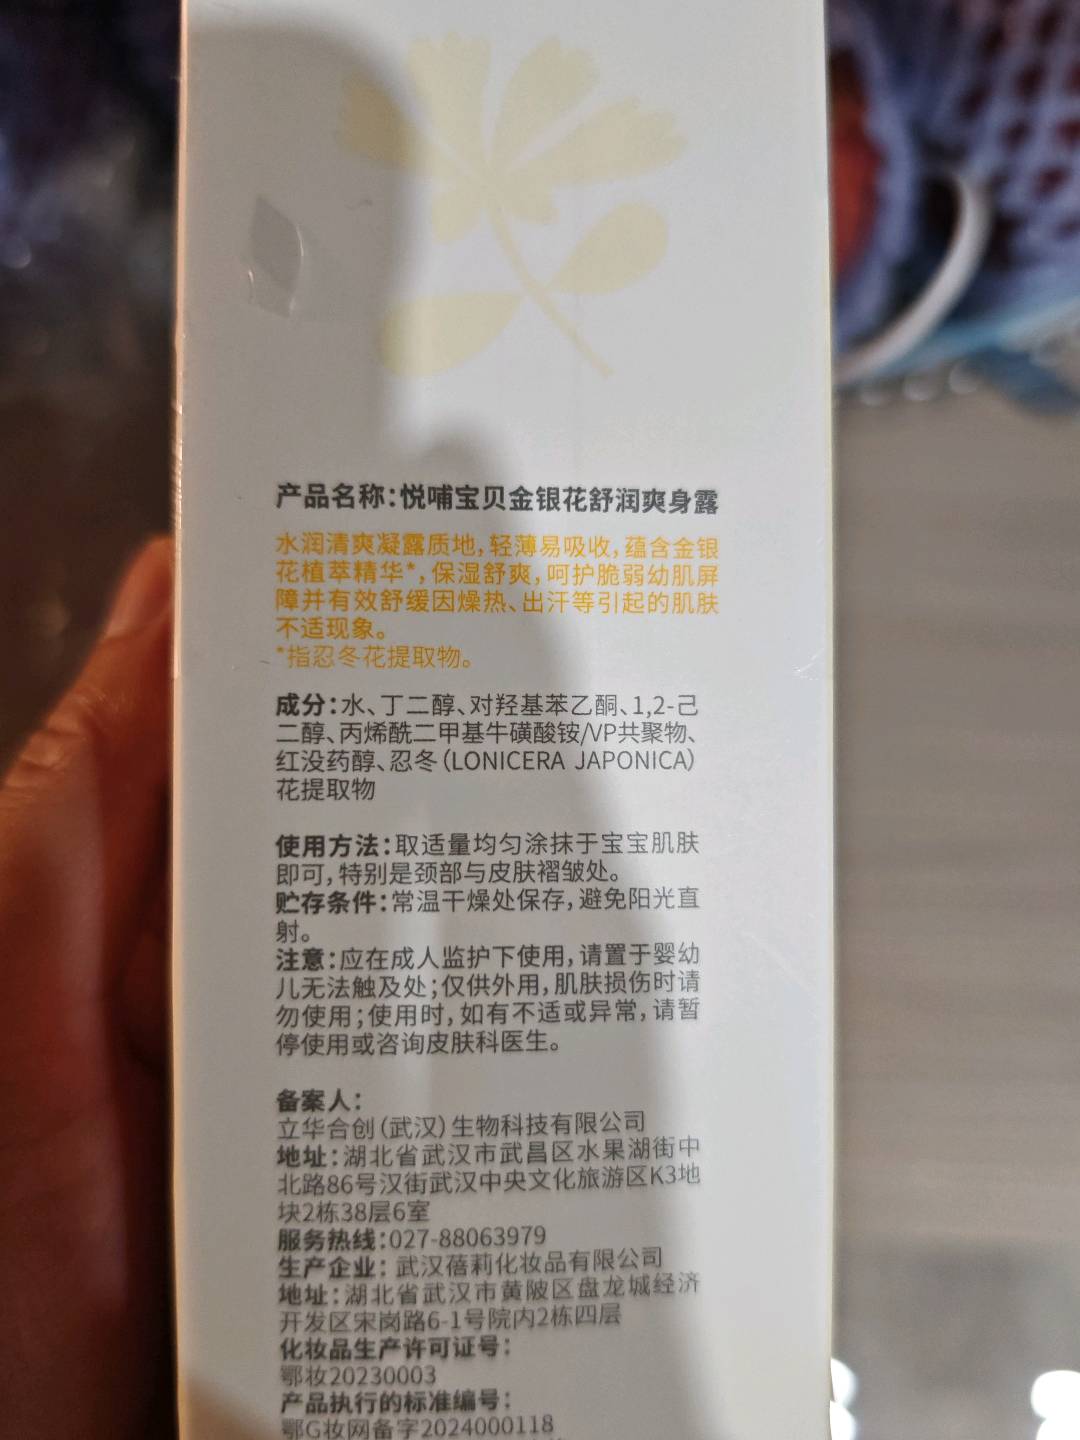 产品名称：悦哺宝贝金银花舒润爽身露
水润清爽凝露质地，轻薄易吸收，蕴含金银
花植萃精华*，保湿舒爽，呵护脆弱幼肌屏
障并有效舒缓因燥热、出汗等引起的肌肤
不适现象。
*指忍冬花提取物。
成分：水、丁二醇、对羟基苯乙酮、1,2-己
二醇、丙烯酰二甲基牛磺酸铵/VP共聚物、
红没药醇、忍冬（LONICERA JAPONICA）
花提取物
使用方法：取适量均匀涂抹于宝宝肌肤
即可，特别是颈部与皮肤褶皱处。
贮存条件：常温干燥处保存，避免阳光直
射。
注意：应在成人监护下使用，请置于婴幼
儿无法触及处；仅供外用，肌肤损伤时请
勿使用；使用时，如有不适或异常，请暂
停使用或咨询皮肤科医生。
备案人：
立华合创（武汉）生物科技有限公司
地址：湖北省武汉市武昌区水果湖街中
北路86号汉街武汉中央文化旅游区K3地
块2栋38层6室
服务热线：027-88063979
生产企业：武汉蓓莉化妆品有限公司
地址：湖北省武汉市黄陂区盘龙城经济
开发区宋岗路6-1号院内2栋四层
化妆品生产许可证号：
鄂妆20230003
产品执行的标准编号：
鄂G妆网备字2024000118